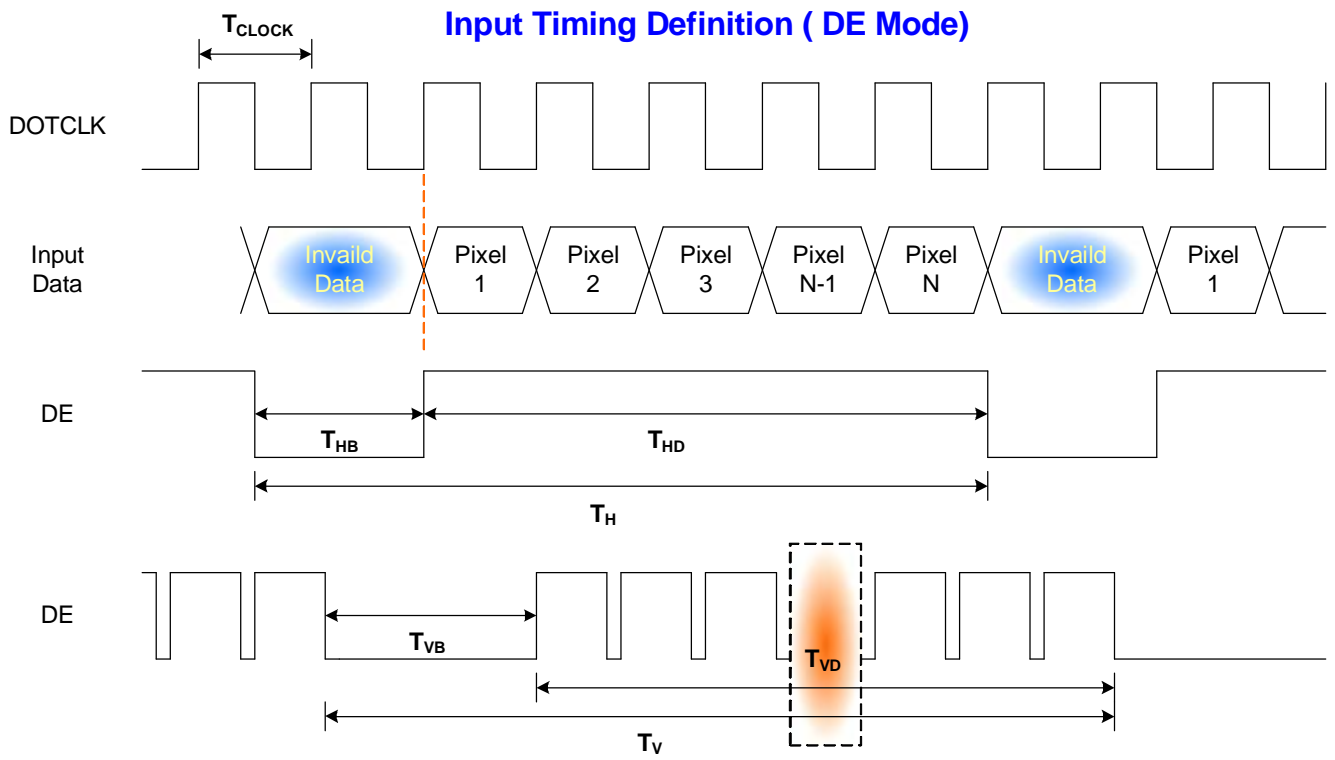 Input Timing Definition ( DE Mode)
TCLOCK
DOTCLK
Input
Data
Invaild
Data
Pixel
1
Pixel
2
Pixel
3
Pixel
N-1
Pixel
N
Invaild
Data
Pixel
1
DE
THB
THD
TH
DE
TVB
TVD
TV